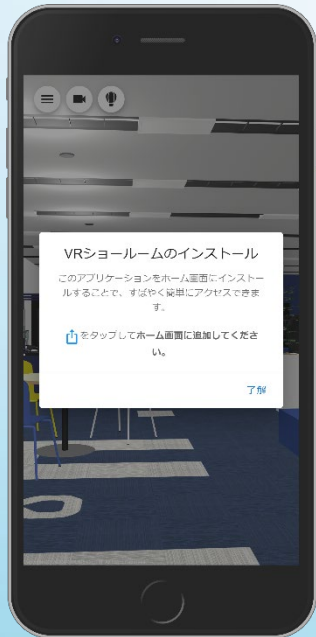 VRショールームのインストール
このアプリケーションをホーム画面にインストー
ルすることで、すばやく簡単にアクセスできま
す。
をタップしてホーム画面に追加してくださ
い。
了解